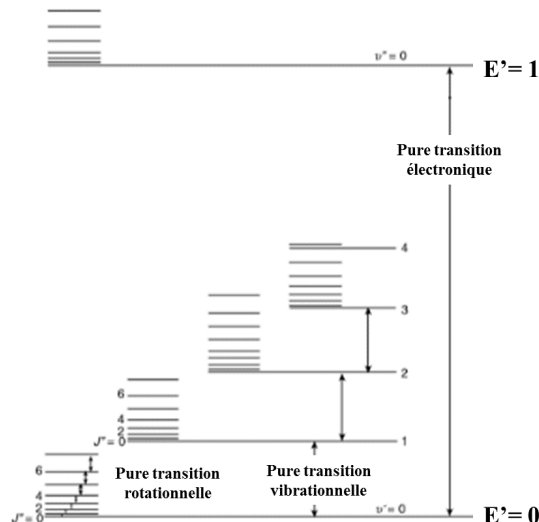 υ″ = 0
E'= 1
Pure transition
électronique
4
3
2
6
4
2
J″= 0
1
6
4
2
J″= 0
Pure transition
rotationnelle
Pure transition
vibrationnelle
υ″ = 0
E'= 0